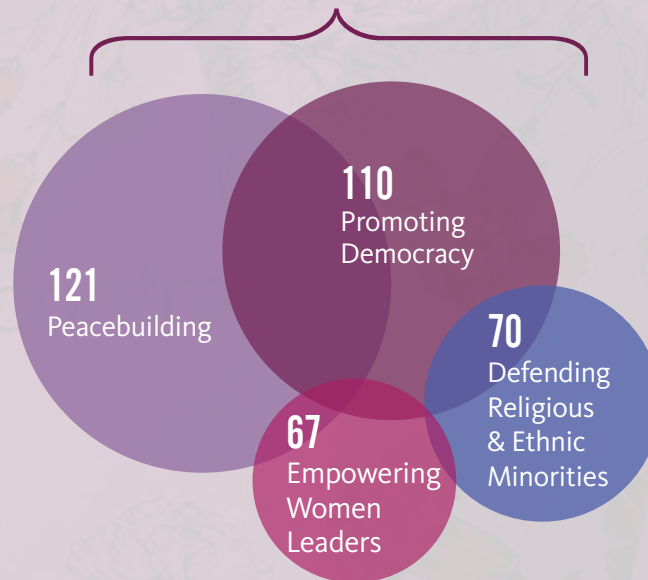 110
Promoting
Democracy
121
Peacebuilding
70
Defending
Religious
& Ethnic
Minorities
67
Empowering
Women
Leaders